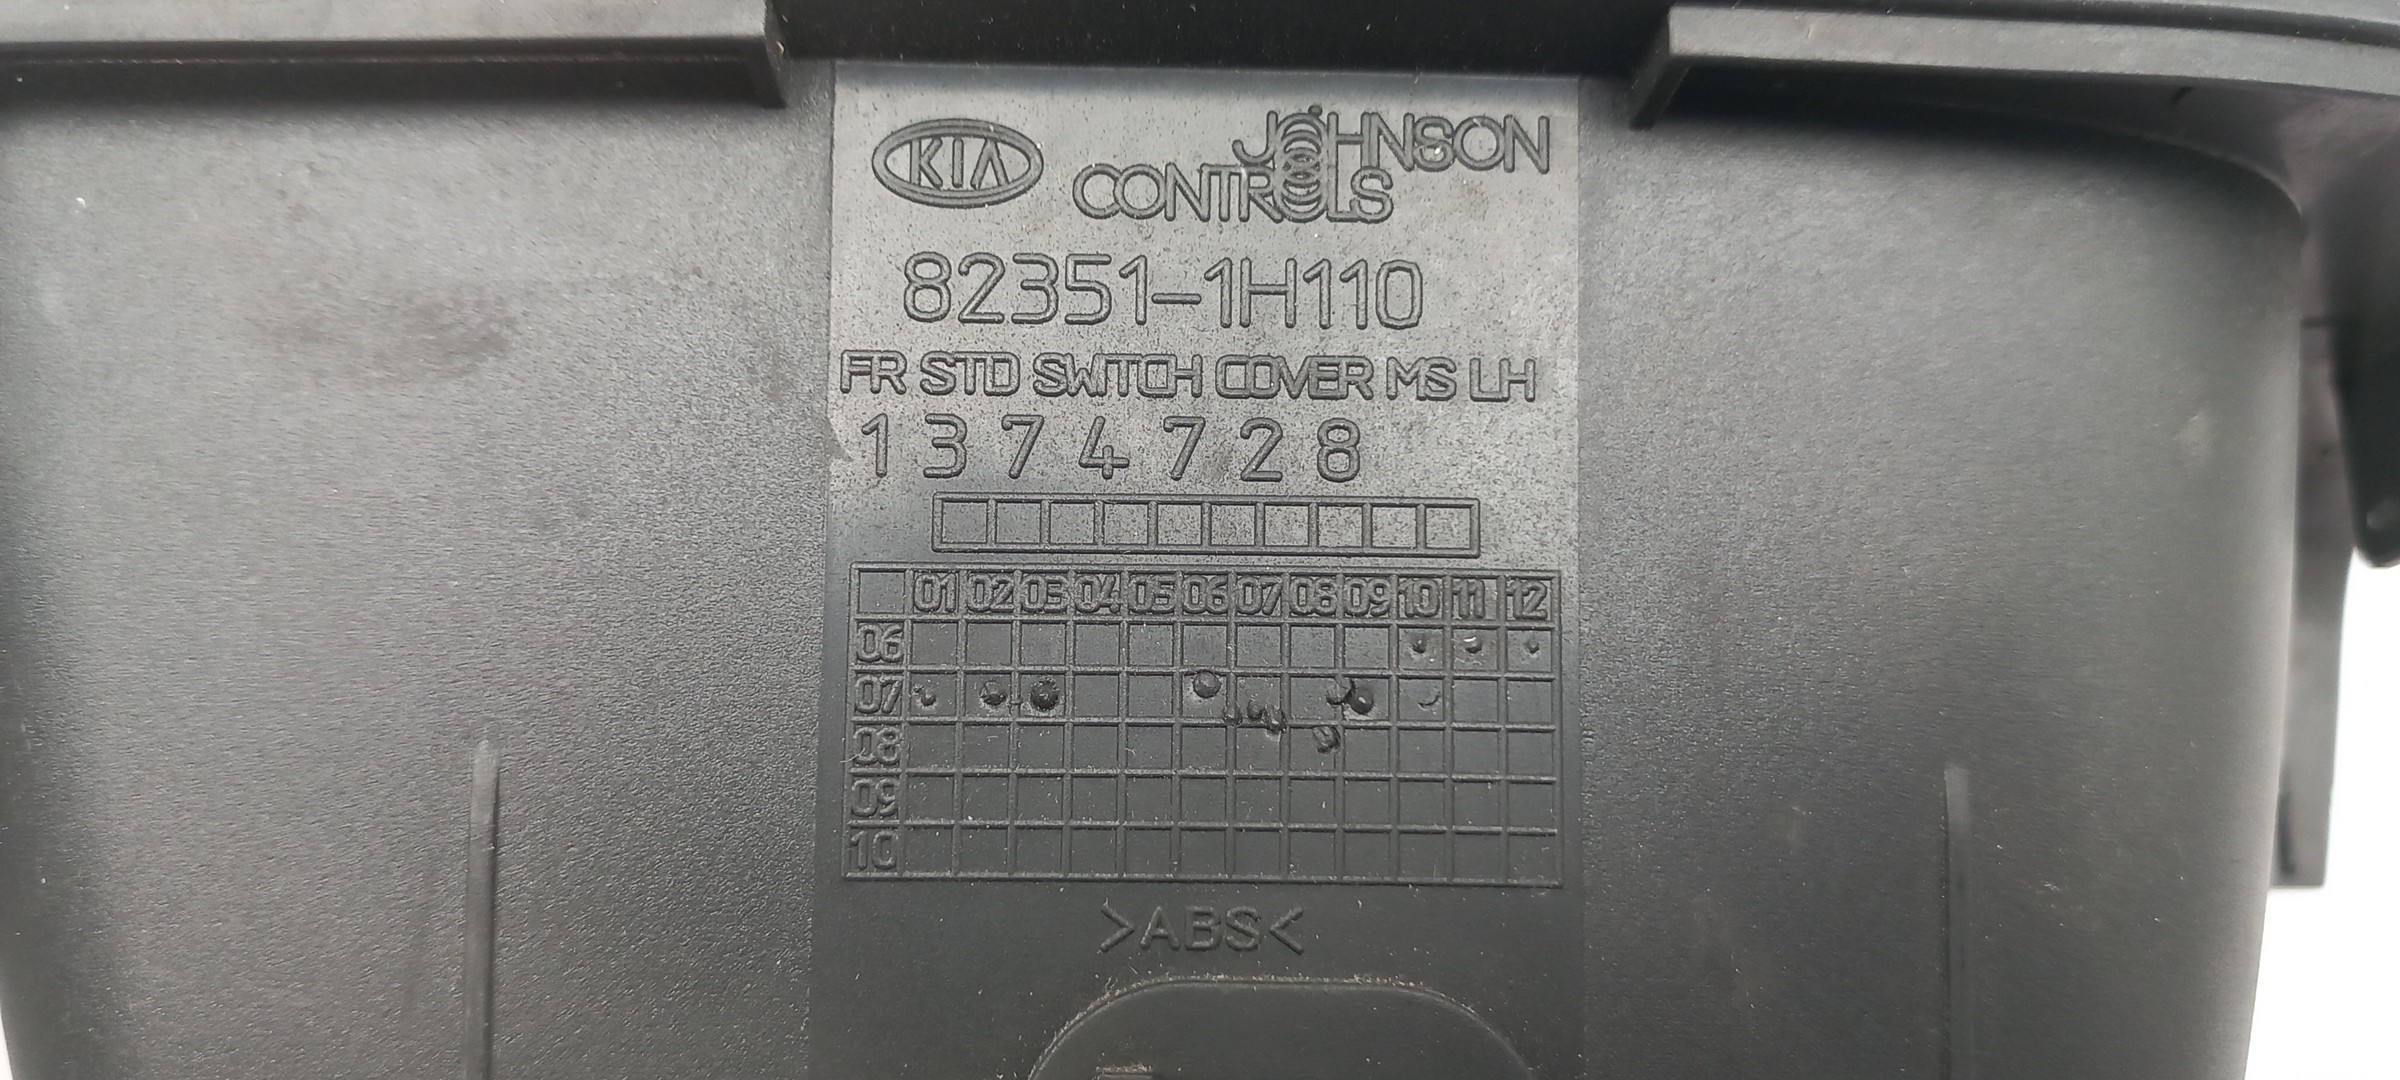 KIA
JOHNSON
CONTROLS
82351-1H110
FR STD SWITCH COVER MS LH
1374728
01 02 03 04 05 06 07 08 09 10 11 12
06
07
08
09
10
>ABS<